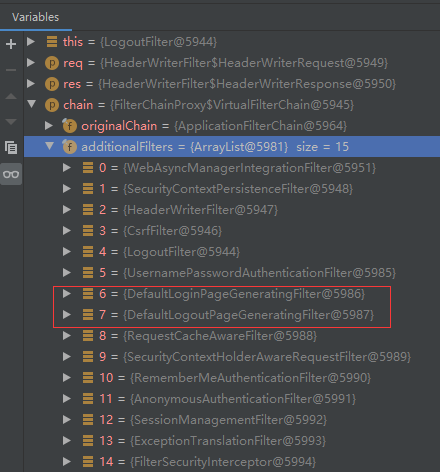 Variables
this = {LogoutFilter@5944}
req = {HeaderWriterFilter$HeaderWriterRequest@5949}
res = {HeaderWriterFilter$HeaderWriterResponse@5950}
chain = {FilterChainProxy$VirtualFilterChain@5945}
originalChain = {ApplicationFilterChain@5964}
additionalFilters = {ArrayList@5981} size = 15
0 = {WebAsyncManagerIntegrationFilter@5951}
1 = {SecurityContextPersistenceFilter@5948}
2 = {HeaderWriterFilter@5947}
3 = {CsrfFilter@5946}
4 = {LogoutFilter@5944}
5 = {UsernamePasswordAuthenticationFilter@5985}
6 = {DefaultLoginPageGeneratingFilter@5986}
7 = {DefaultLogoutPageGeneratingFilter@5987}
8 = {RequestCacheAwareFilter@5988}
9 = {SecurityContextHolderAwareRequestFilter@5989}
10 = {RememberMeAuthenticationFilter@5990}
11 = {AnonymousAuthenticationFilter@5991}
12 = {SessionManagementFilter@5992}
13 = {ExceptionTranslationFilter@5993}
14 = {FilterSecurityInterceptor@5994}